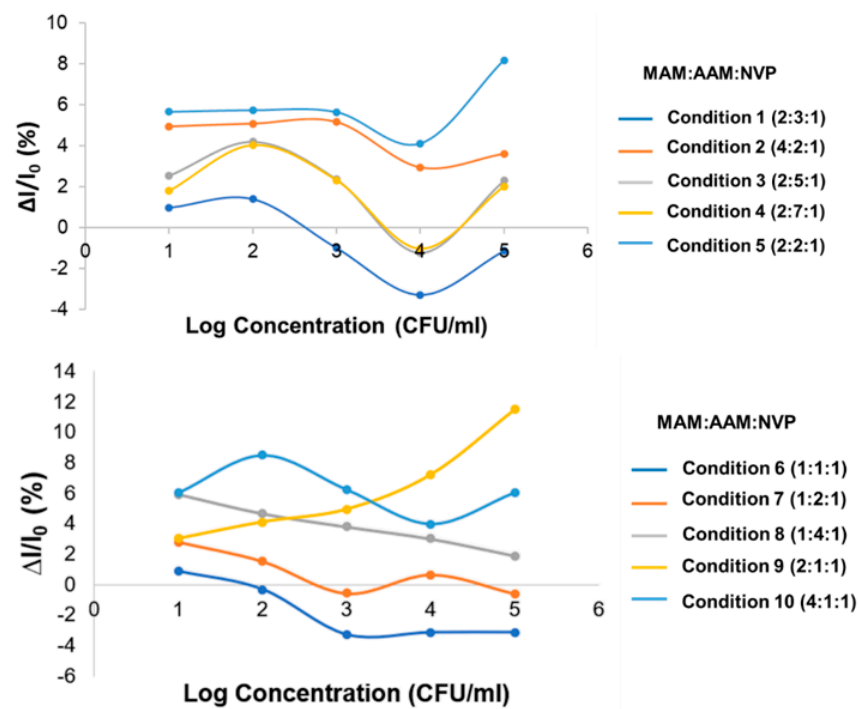 10
8
6
4
2
0
-2
-4
0 1 2 3 4 5 6
ΔI/I0 (%)
Log Concentration (CFU/ml)
MAM:AAM:NVP
Condition 1 (2:3:1)
Condition 2 (4:2:1)
Condition 3 (2:5:1)
Condition 4 (2:7:1)
Condition 5 (2:2:1)
14
12
10
8
6
4
2
0
-2
-4
-6
0 1 2 3 4 5 6
ΔI/I0 (%)
Log Concentration (CFU/ml)
MAM:AAM:NVP
Condition 6 (1:1:1)
Condition 7 (1:2:1)
Condition 8 (1:4:1)
Condition 9 (2:1:1)
Condition 10 (4:1:1)